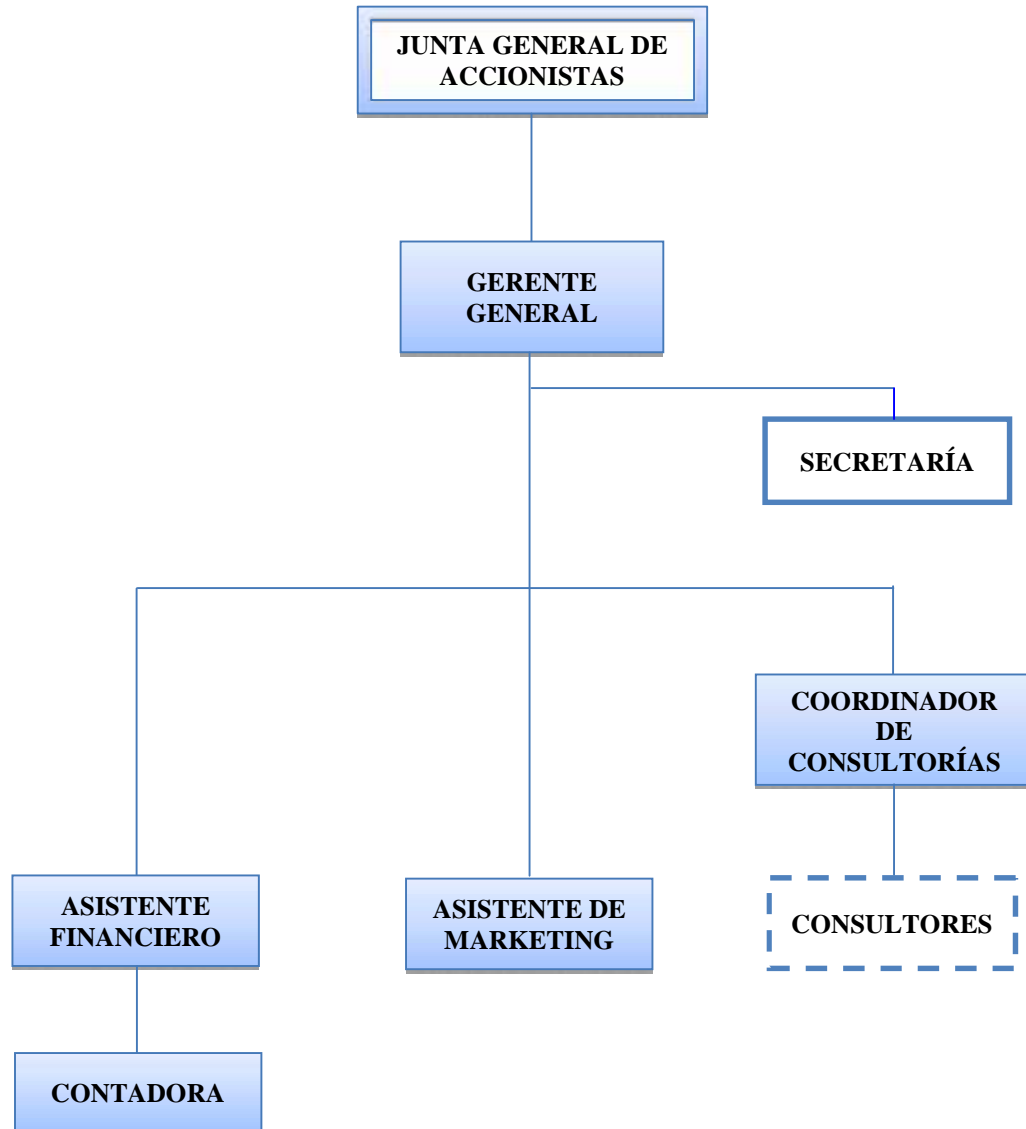 JUNTA GENERAL DE
ACCIONISTAS
GERENTE
GENERAL
SECRETARÍA
COORDINADOR
DE
CONSULTORÍAS
ASISTENTE
FINANCIERO
ASISTENTE DE
MARKETING
CONSULTORES
CONTADORA